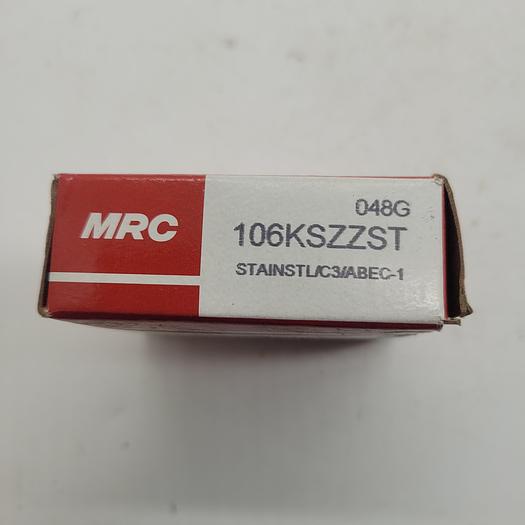 MRC
048G
106KSZZST
STAINSTL/C3/ABEC-1